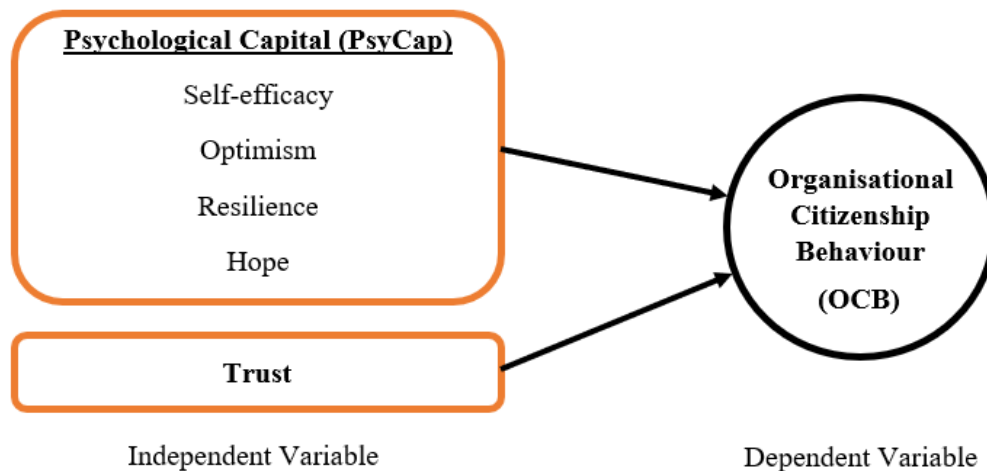 Psychological Capital (PsyCap)
Self-efficacy
Optimism
Resilience
Hope
Trust
Independent Variable
Organisational
Citizenship
Behaviour
(OCB)
Dependent Variable